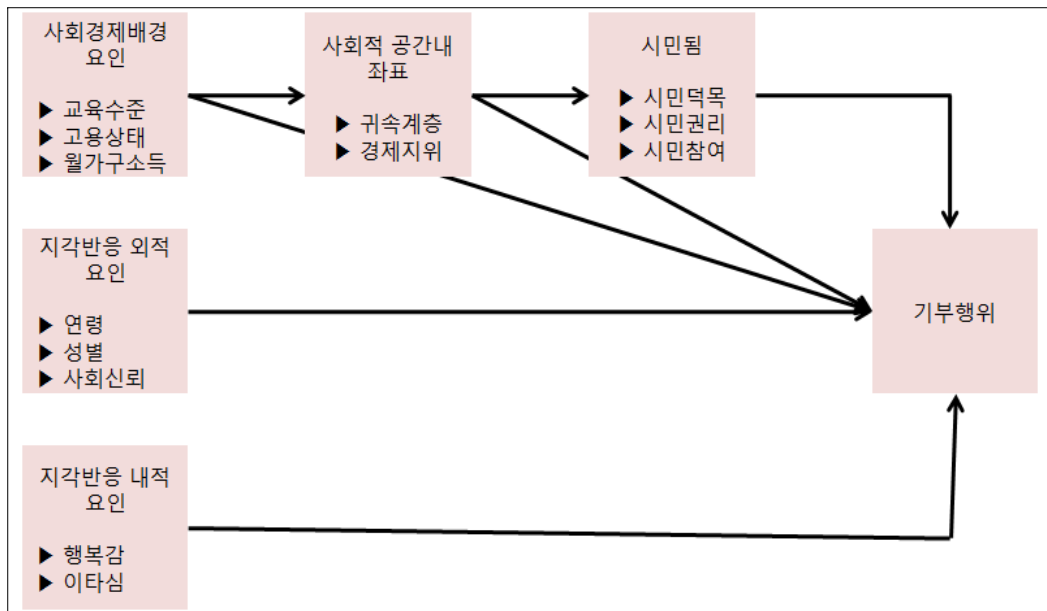 사회경제배경
요인
▶ 교육수준
▶ 고용상태
▶ 월가구소득
사회적 공간내
좌표
▶ 귀속계층
▶ 경제지위
시민됨
▶ 시민덕목
▶ 시민권리
▶ 시민참여
지각반응 외적
요인
▶ 연령
▶ 성별
▶ 사회신뢰
기부행위
지각반응 내적
요인
▶ 행복감
▶ 이타심